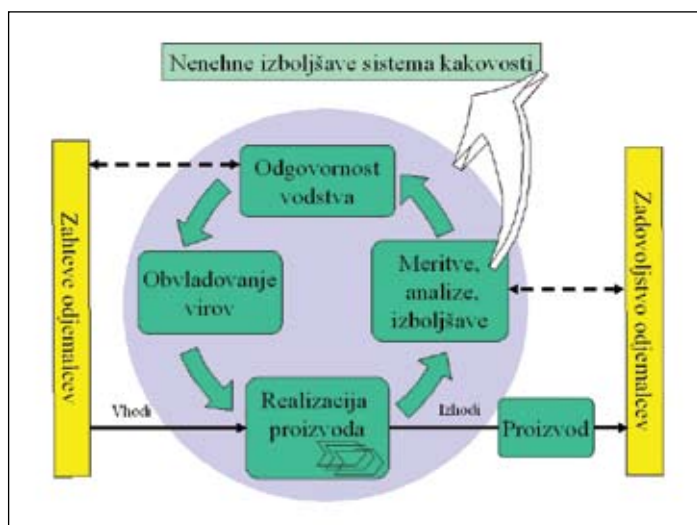 Nenehne izboljšave sistema kakovosti
Zahteve odjemalcev
Odgovornost
vodstva
Obvladovanje
virov
Meritve,
analize,
izboljšave
Zadovoljstvo odjemalcev
Vhodi
Realizacija
proizvoda
Izhodi
Proizvod